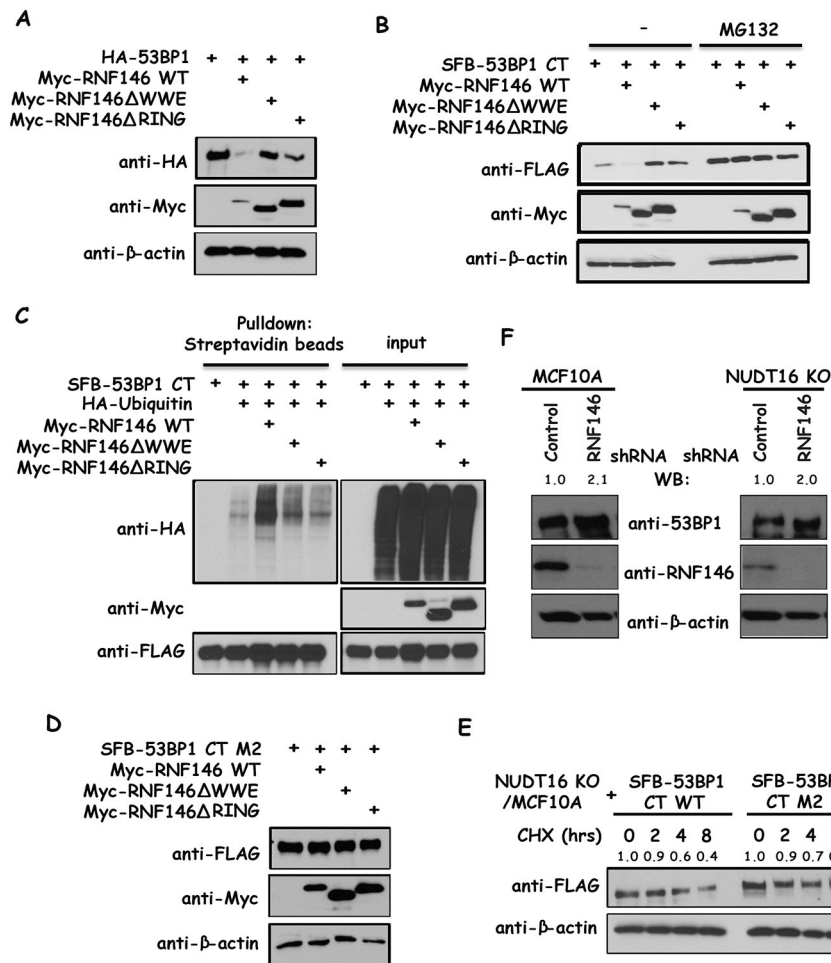 A
HA-53BP1 + + + +
Myc-RNF146 WT +
Myc-RNF146ΔWWE +
Myc-RNF146ΔRING +
anti-HA
anti-Myc
anti-β-actin
B
- MG132
SFB-53BP1 CT + + + + + + + +
Myc-RNF146 WT + +
Myc-RNF146ΔWWE + +
Myc-RNF146ΔRING + +
anti-FLAG
anti-Myc
anti-β-actin
C
Pulldown:
Streptavidin beads input
SFB-53BP1 CT + + + + + + + + + +
HA-Ubiquitin + + + + + + + +
Myc-RNF146 WT + +
Myc-RNF146ΔWWE + +
Myc-RNF146ΔRING + +
anti-HA
anti-Myc
anti-FLAG
F
MCF10A NUDT16 KO
Control RNF146 shRNA shRNA Control RNF146
1.0 2.1 WB: 1.0 2.0
anti-53BP1
anti-RNF146
anti-β-actin
D
SFB-53BP1 CT M2 + + + +
Myc-RNF146 WT +
Myc-RNF146ΔWWE +
Myc-RNF146ΔRING +
anti-FLAG
anti-Myc
anti-β-actin
E
NUDT16 KO
/MCF10A +
SFB-53BP1
CT WT
CT M2
CHX (hrs) 0 2 4 8 0 2 4
1.0 0.9 0.6 0.4 1.0 0.9 0.7
anti-FLAG
anti-β-actin